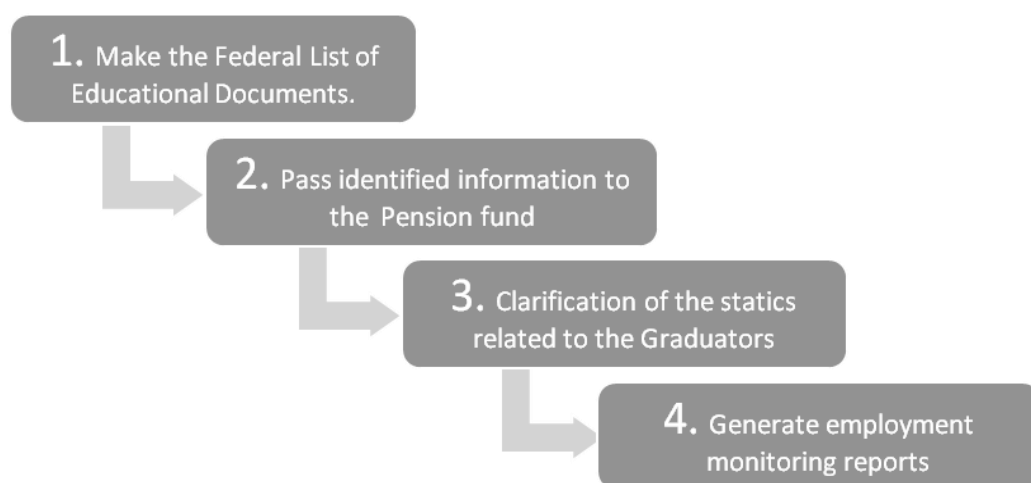 1. Make the Federal List of
Educational Documents.
2. Pass identified information to
the Pension fund
3. Clarification of the statics
related to the Graduators
4. Generate employment
monitoring reports